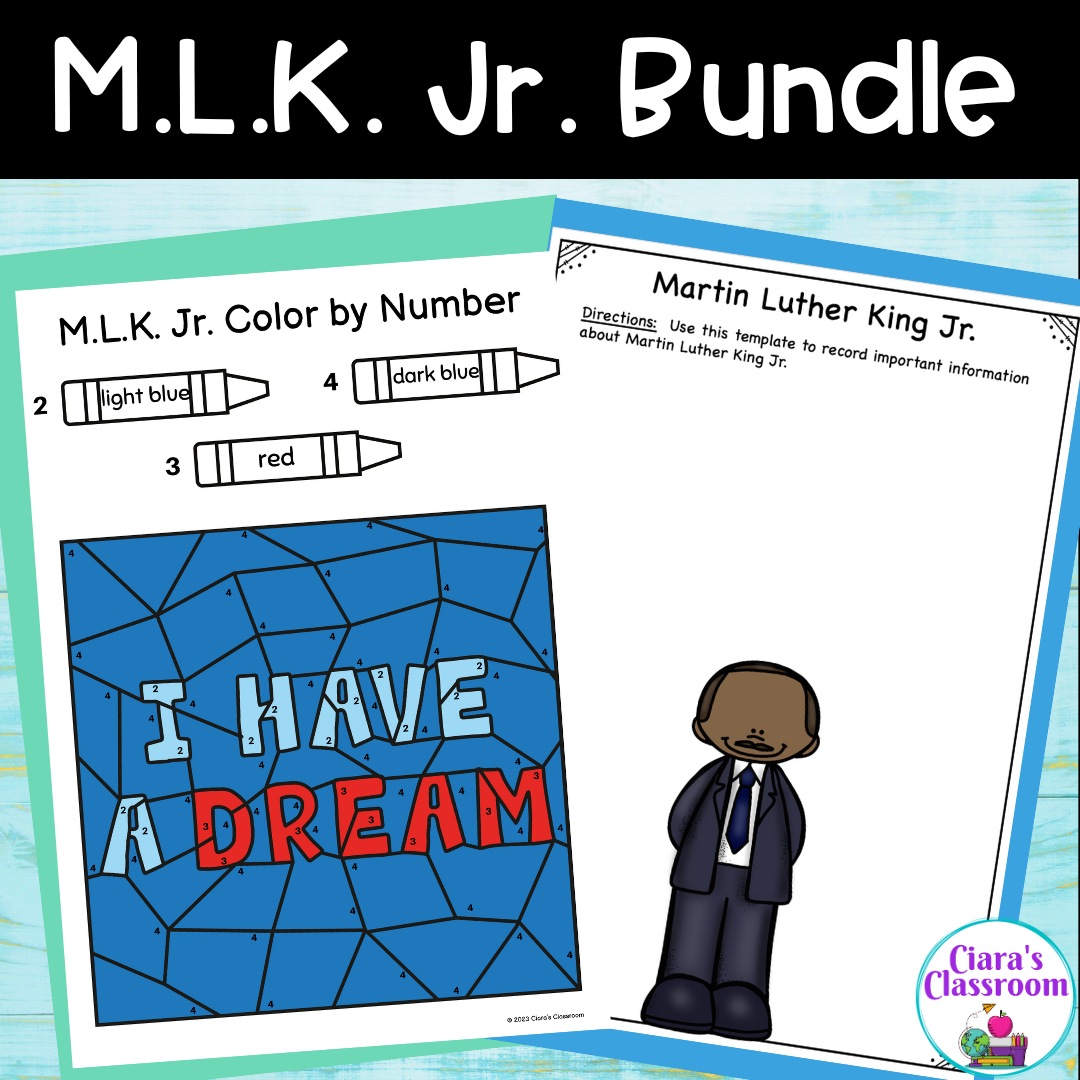 M.L.K. Jr. Bundle
M.L.K. Jr. Color by Number
2 light blue 4 dark blue
3 red
I HAVE
A DREAM
© 2023 Ciara's Classroom
Martin Luther King Jr.
Directions: Use this template to record important information
about Martin Luther King Jr.
Ciara's
Classroom